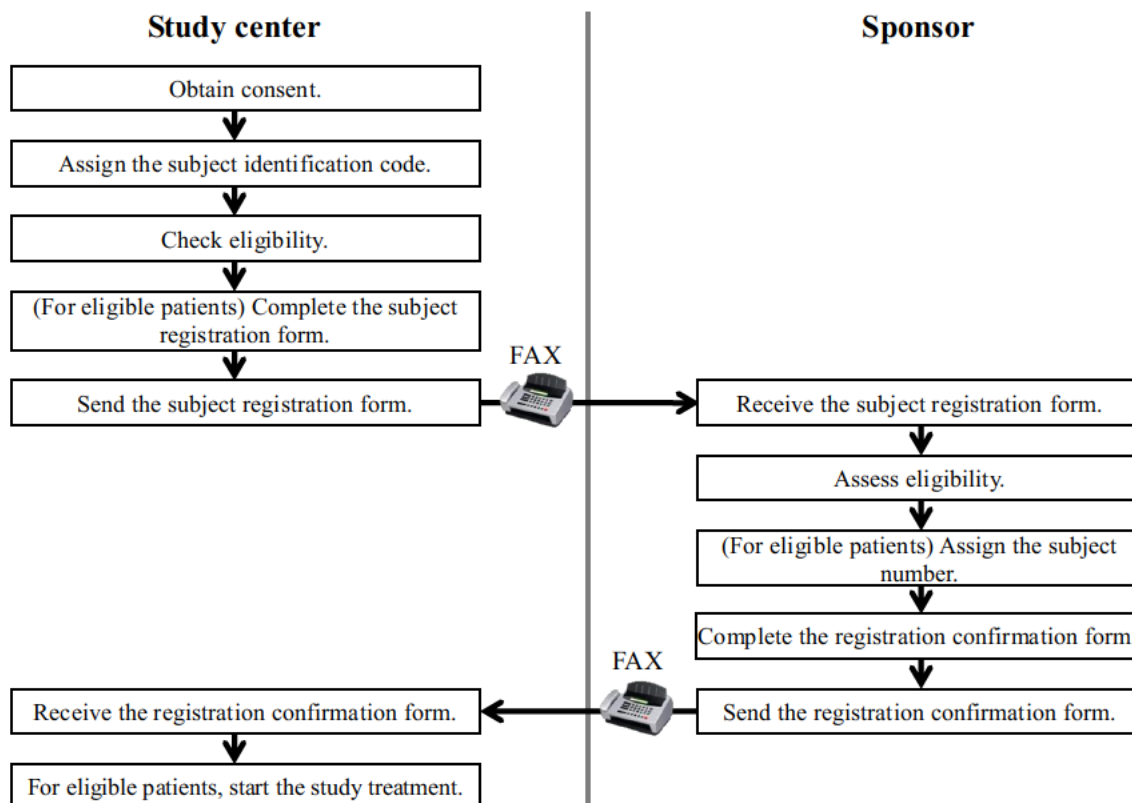 Study center
Obtain consent.
Assign the subject identification code.
Check eligibility.
(For eligible patients) Complete the subject
registration form.
Send the subject registration form.
FAX
Sponsor
Receive the subject registration form.
Assess eligibility.
(For eligible patients) Assign the subject
number.
Complete the registration confirmation form
Send the registration confirmation form.
FAX
Receive the registration confirmation form.
For eligible patients, start the study treatment.